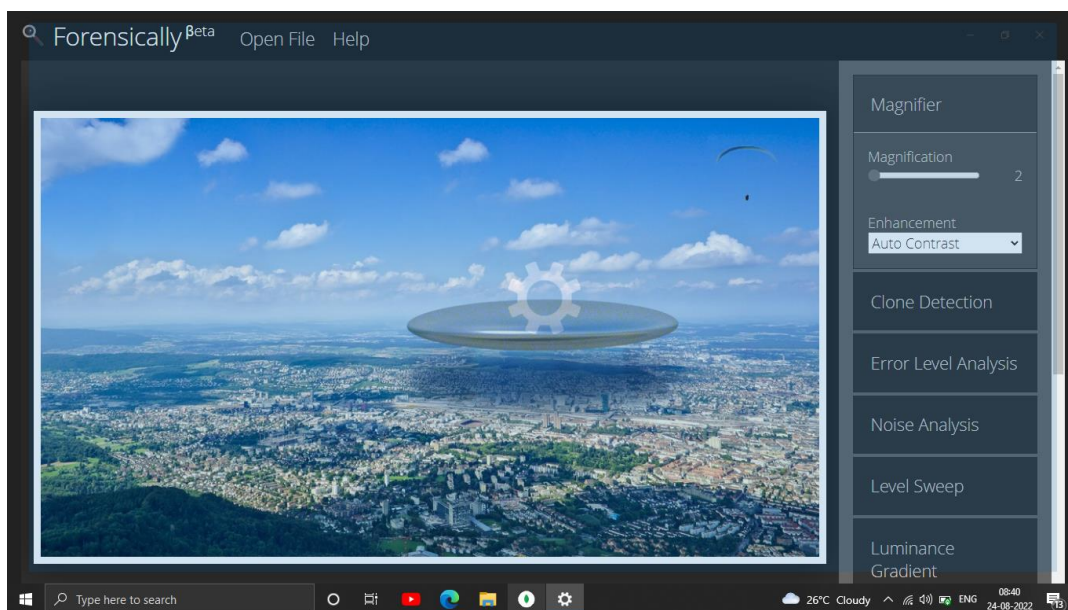 Forensically βeta Open File Help
Magnifier
Magnification
2
Enhancement
Auto Contrast
Clone Detection
Error Level Analysis
Noise Analysis
Level Sweep
Luminance
Gradient
Type here to search
26°C Cloudy
ENG
08:40
24-08-2022
13